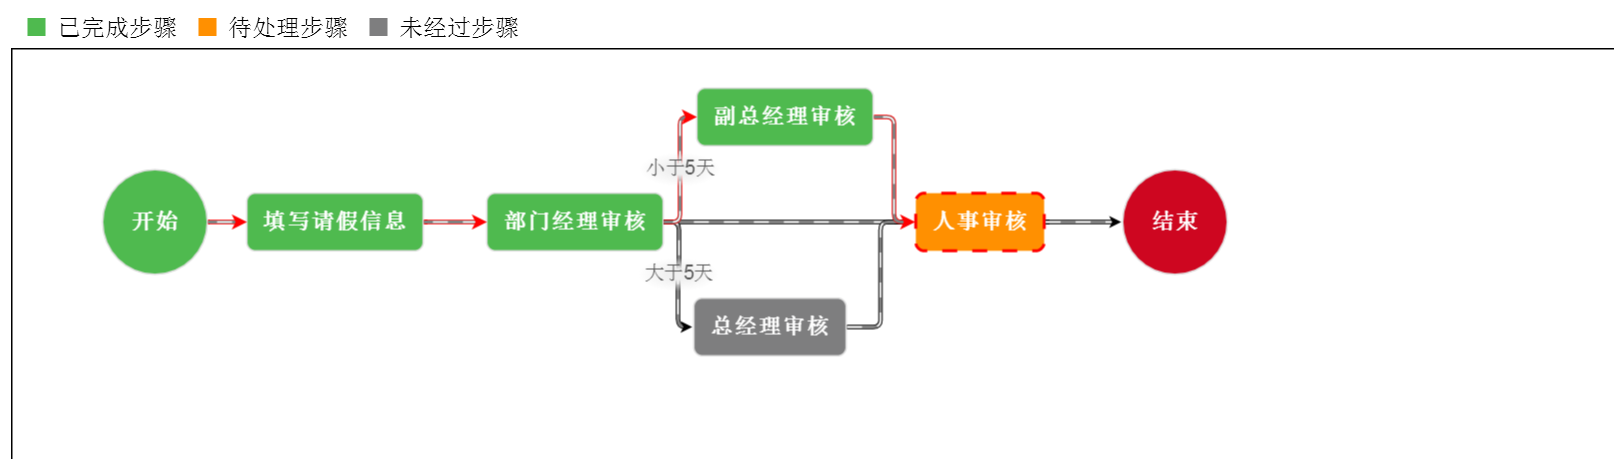 已完成步骤 待处理步骤 未经过步骤
副总经理审核
小于5天
开始 填写请假信息 部门经理审核 人事审核 结束
大于5天
总经理审核